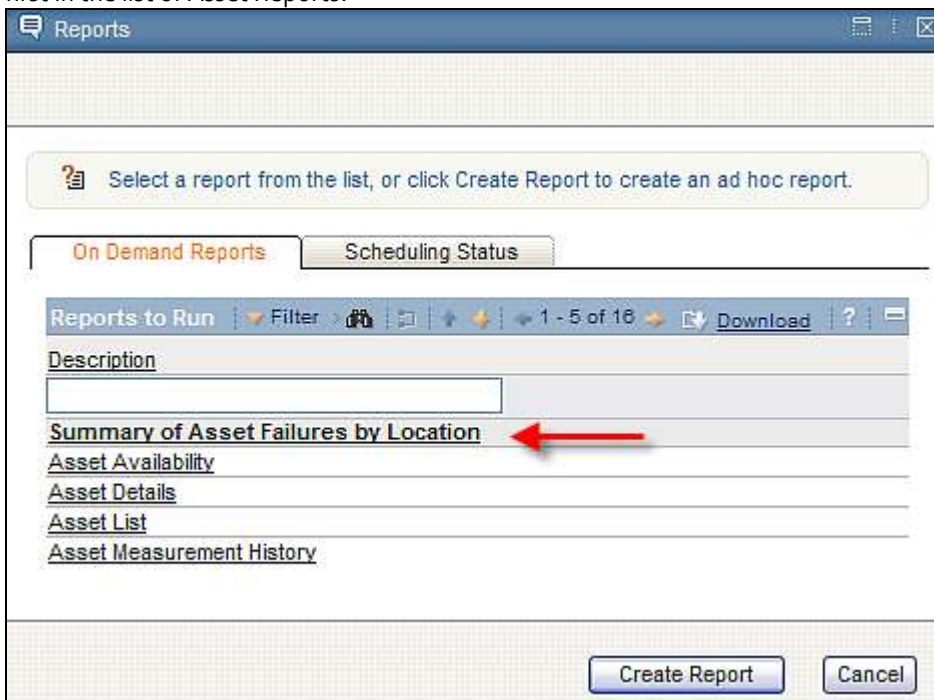 first in the list of Asset Reports.
Reports
Select a report from the list, or click Create Report to create an ad hoc report.
On Demand Reports Scheduling Status
Reports to Run Filter 1 - 5 of 16 Download ?
Description
Summary of Asset Failures by Location
Asset Availability
Asset Details
Asset List
Asset Measurement History
Create Report Cancel